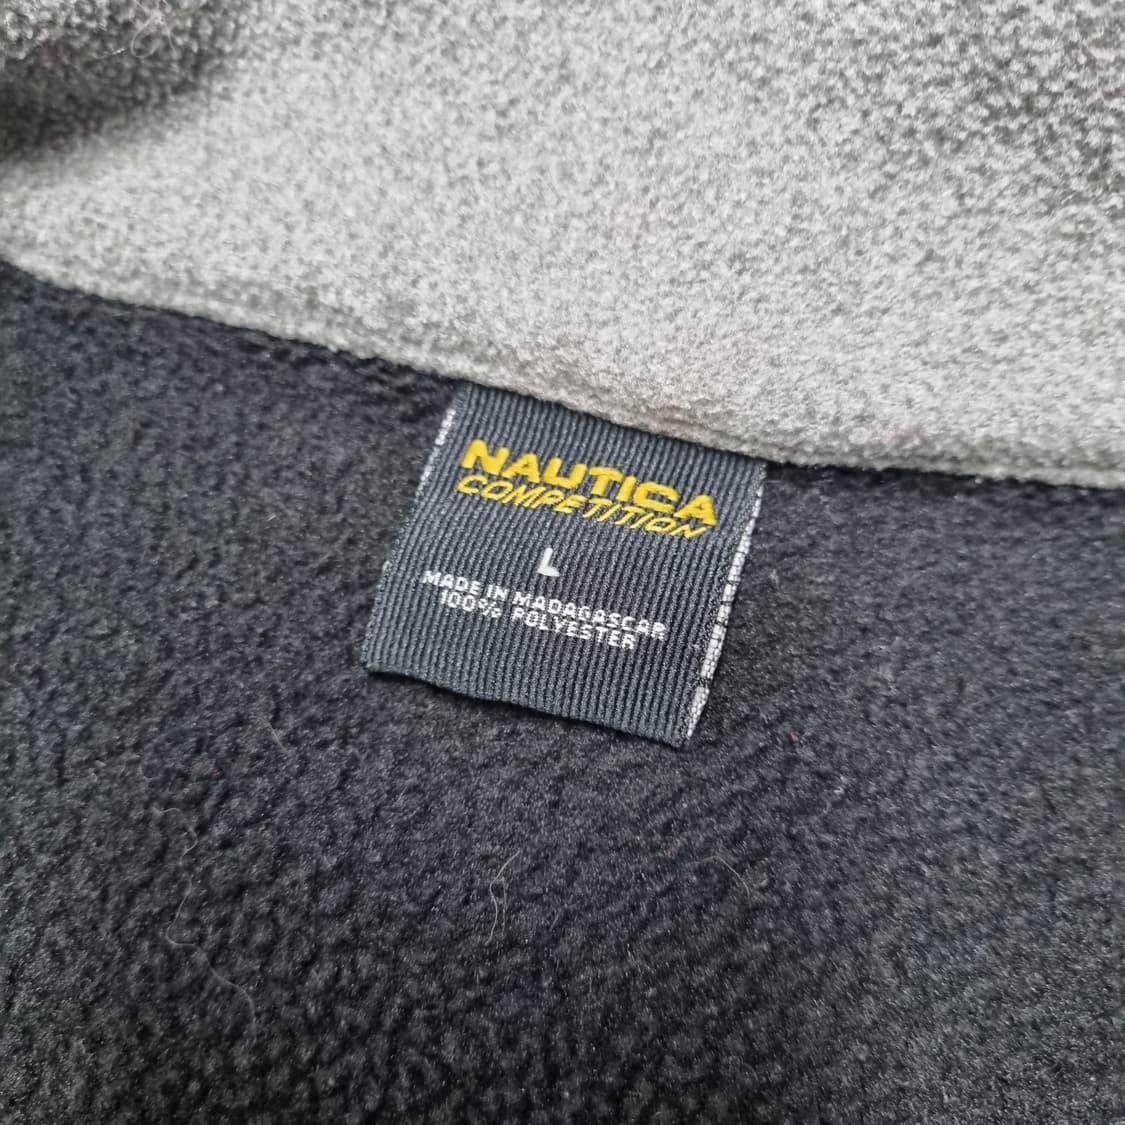 NAUTICA
COMPETITION
L
MADE IN MADAGASCAR
100% POLYESTER